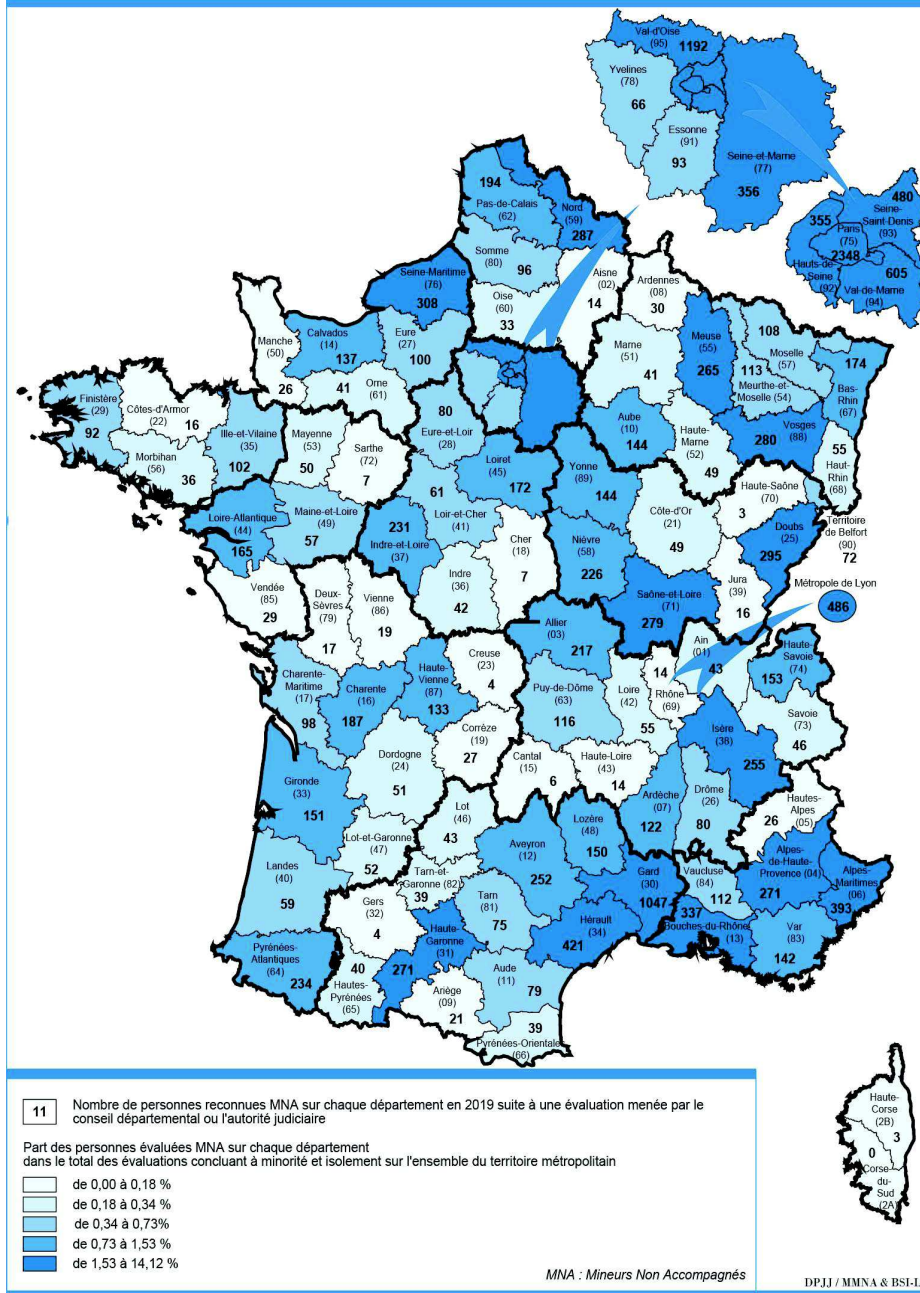 Val-d'Oise
(95) 1192
Yvelines
(78)
66
Essonne
(91)
93
Seine-et-Marne
(77)
356
480
Seine-
Saint-Denis
(93)
355
Paris
(75)
2348
Hauts-de-
Seine
(92)
605
Val-de-Marne
(94)
194
Pas-de-Calais
(62)
Nord
(59)
287
Somme
(80)
96
Seine-Maritime
(76)
308
Oise
(60)
33
Aisne
(02)
14
Ardennes
(08)
30
Manche
(50)
26
Calvados
(14)
137
Eure
(27)
100
41 Orne
(61)
Marne
(51)
41
Meuse
(55)
265
108
Moselle
(57)
113
Meurthe-et-
Moselle (54)
174
Bas-
Rhin
(67)
Finistère
(29)
92
Côtes-d'Armor
(22)
16
Ille-et-Vilaine
(35)
102
Morbihan
(56)
36
Mayenne
(53)
50
Sarthe
(72)
7
80
Eure-et-Loir
(28)
Loiret
(45)
172
Yonne
(89)
144
Aube
(10)
144
Haute-
Marne
(52)
49
280 Vosges
(88)
55
Haut-
Rhin
(68)
Loire-Atlantique
(44)
165
Maine-et-Loire
(49)
57
61
Loir-et-Cher
(41)
231
Indre-et-Loire
(37)
Cher
(18)
7
Indre
(36)
42
Nièvre
(58)
226
Côte-d'Or
(21)
49
Haute-Saône
(70)
3
Doubs
(25)
295
Territoire
de Belfort
(90)
72
Jura
(39)
16
Saône-et-Loire
(71)
279
Métropole de Lyon
486
Vendée
(85)
29
Deux-
Sèvres
(79)
17
Vienne
(86)
19
Creuse
(23)
4
Allier
(03)
217
Ain
(01)
43
Haute-
Savoie
(74)
153
Charente-
Maritime
(17)
98
Charente
(16)
187
Haute-
Vienne
(87)
133
Puy-de-Dôme
(63)
116
Loire
(42)
55
14
Rhône
(69)
Savoie
(73)
46
Isère
(38)
255
Corrèze
(19)
27
Dordogne
(24)
51
Cantal
(15)
6
Haute-Loire
(43)
14
Ardèche
(07)
122
Drôme
(26)
80
Hautes-
Alpes
(05)
26
Gironde
(33)
151
Lot
(46)
43
Lot-et-Garonne
(47)
52
Aveyron
(12)
252
Lozère
(48)
150
Landes
(40)
59
Tarn-et-
Garonne (82)
39
Tarn
(81)
75
Gard
(30)
1047
Vaucluse
(84)
112
Alpes-
de-Haute-
Provence (04)
271
Alpes-
Maritimes
(06)
393
Gers
(32)
4
Haute-
Garonne
(31)
271
Hérault
(34)
421
337
Bouches-du-Rhône
(13)
Var
(83)
142
Pyrénées-
Atlantiques
(64)
234
40
Hautes-
Pyrénées
(65)
Ariège
(09)
21
Aude
(11)
79
39
Pyrénées-Orientale
(66)
Haute-
Corse
(2B)
3
0
Corse-
du-
Sud
(2A)
11
Nombre de personnes reconnues MNA sur chaque département en 2019 suite à une évaluation menée par le
conseil départemental ou l'autorité judiciaire
Part des personnes évaluées MNA sur chaque département
dans le total des évaluations concluant à minorité et isolement sur l'ensemble du territoire métropolitain
de 0,00 à 0,18 %
de 0,18 à 0,34 %
de 0,34 à 0,73%
de 0,73 à 1,53 %
de 1,53 à 14,12 %
MNA : Mineurs Non Accompagnés
DPJJ / MMNA & BSI-L